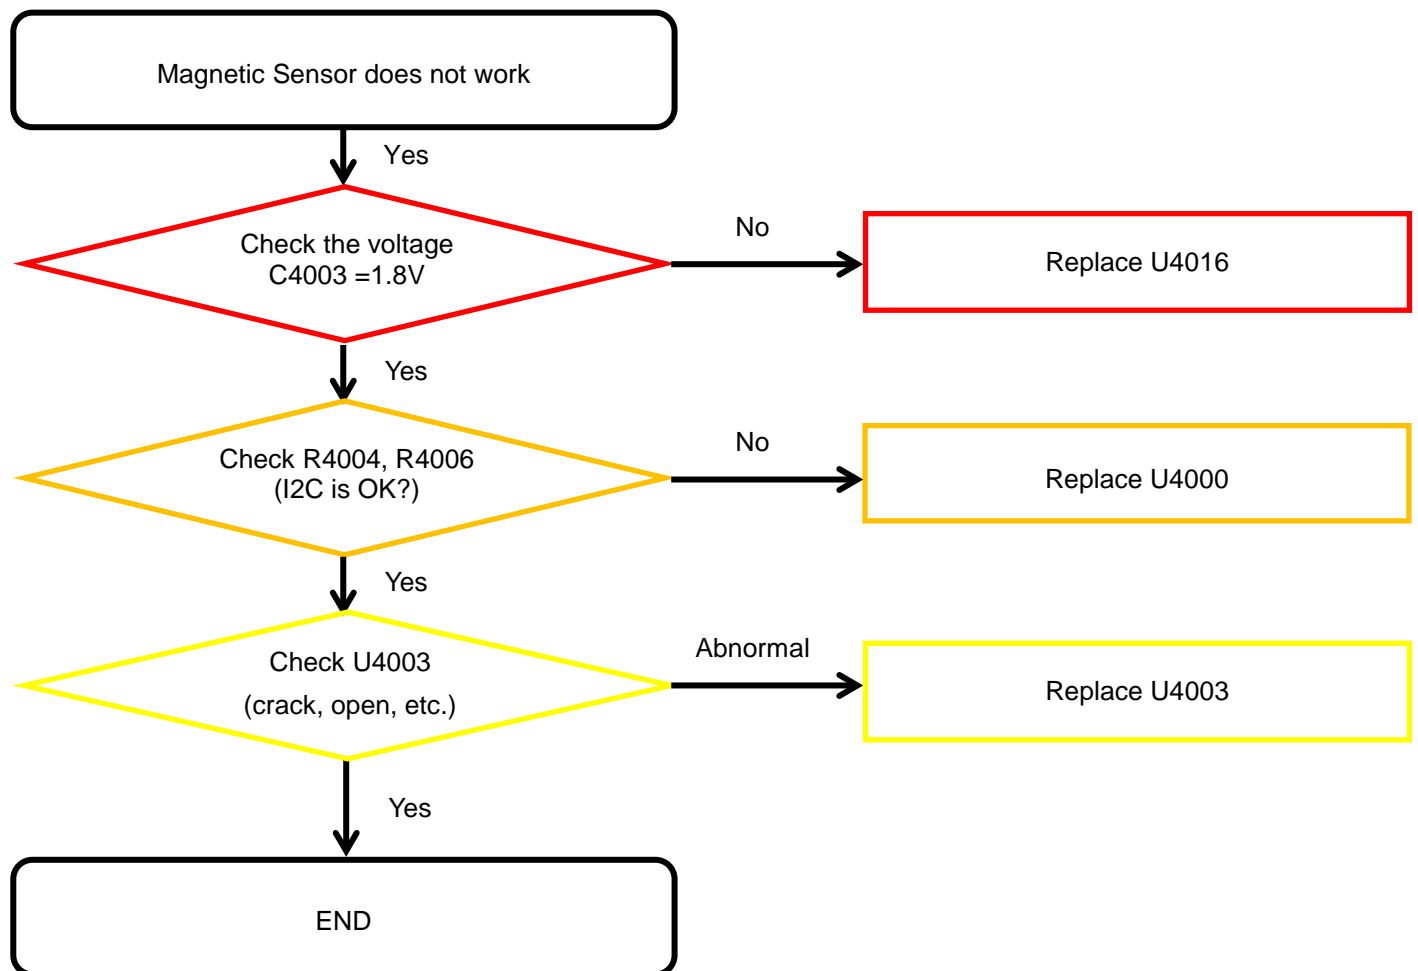 Magnetic Sensor does not work
Yes
Check the voltage
C4003 =1.8V
No
Replace U4016
Yes
Check R4004, R4006
(I2C is OK?)
No
Replace U4000
Yes
Check U4003
(crack, open, etc.)
Abnormal
Replace U4003
Yes
END